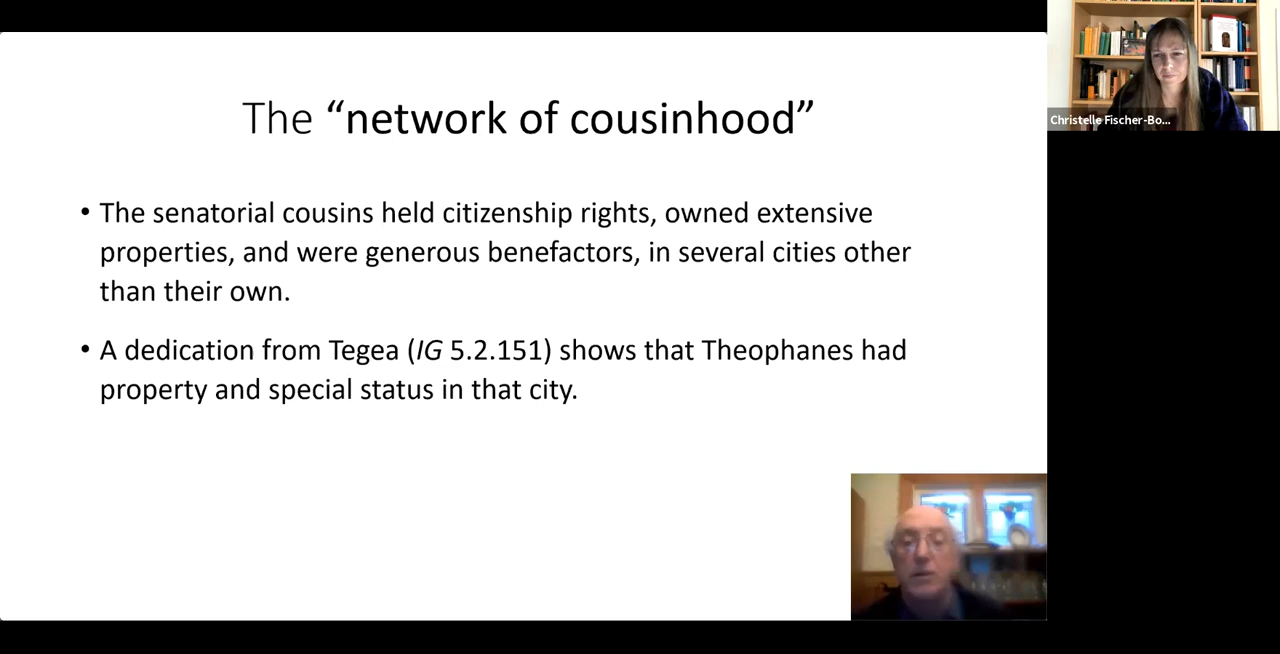 The “network of cousinhood”
• The senatorial cousins held citizenship rights, owned extensive
properties, and were generous benefactors, in several cities other
than their own.
• A dedication from Tegea (IG 5.2.151) shows that Theophanes had
property and special status in that city.
Christelle Fischer-Bo...